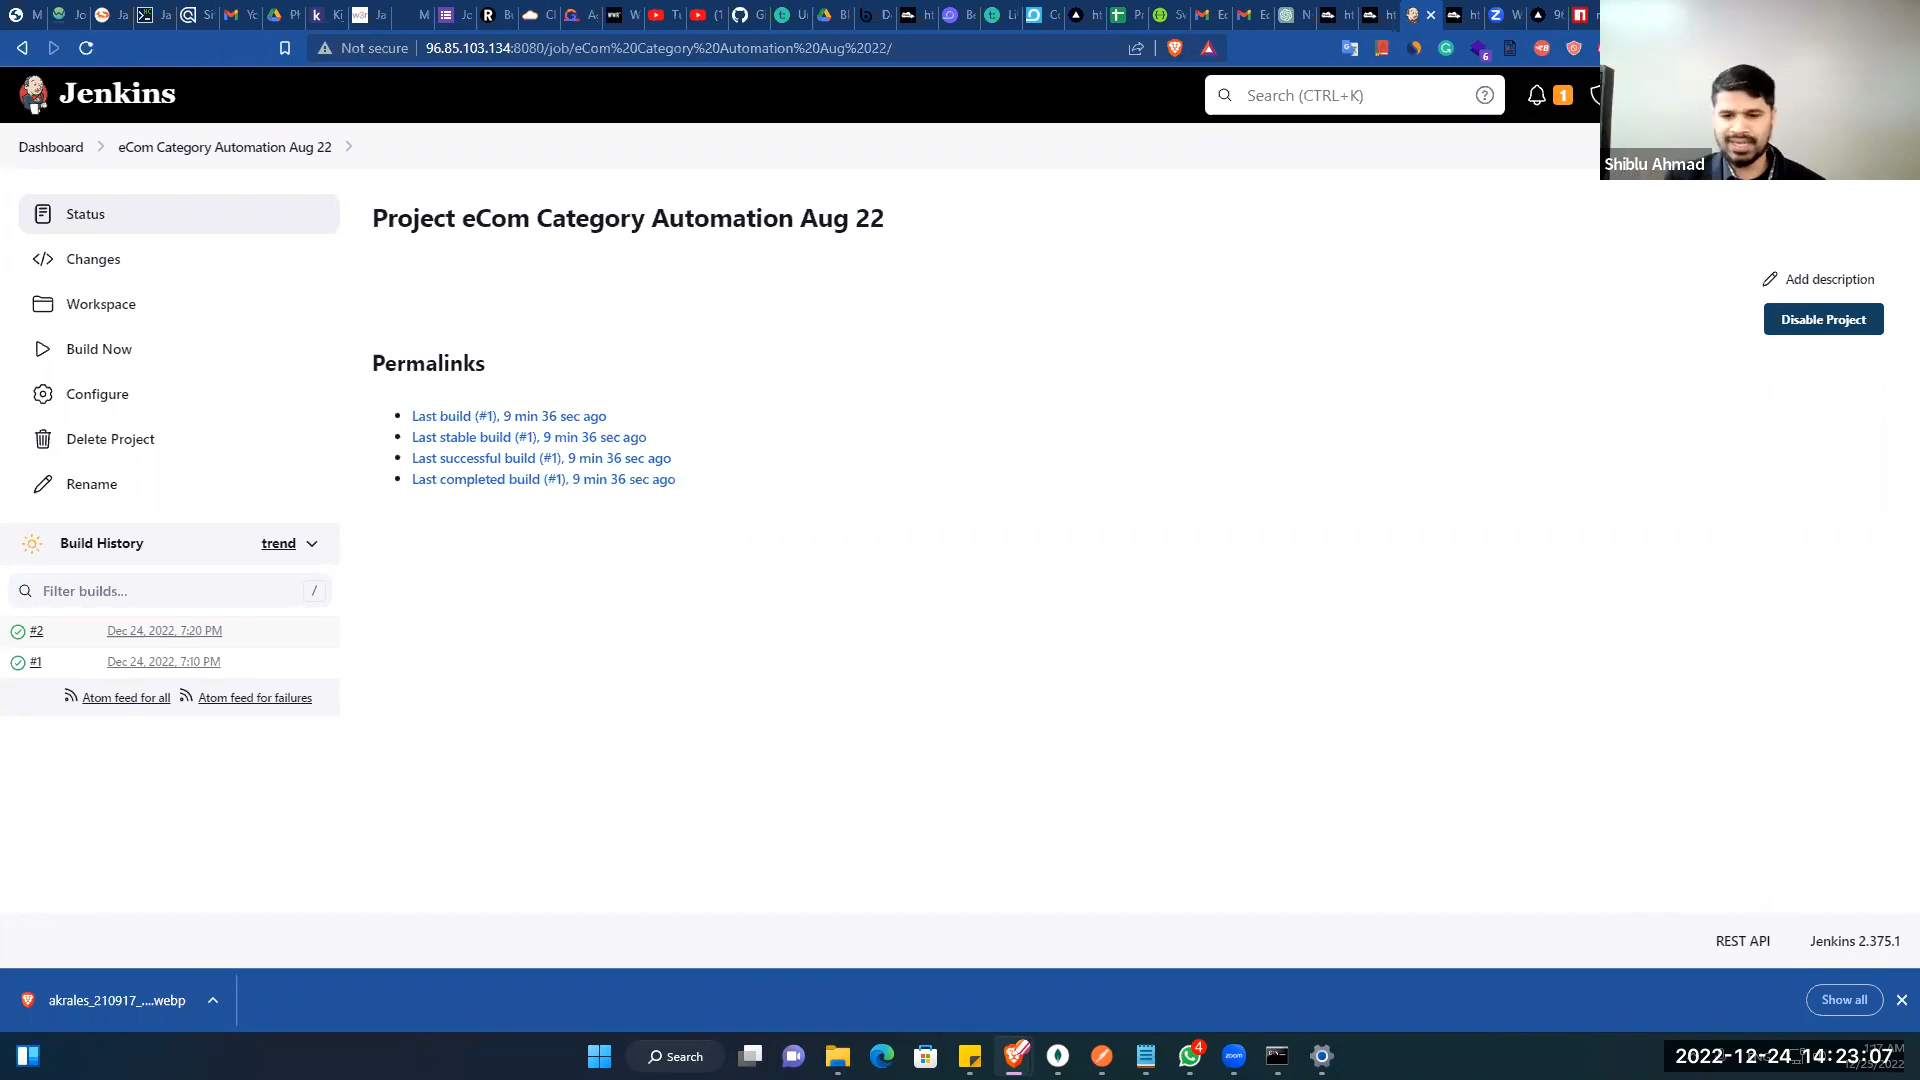 Not secure
96.85.103.134:8080/job/eCom%20Category%20Automation%20Aug%2022/
6
Jenkins
Search (CTRL+K)
1
Shiblu Ahmad
Dashboard
eCom Category Automation Aug 22
Status
Changes
Workspace
Build Now
Configure
Delete Project
Rename
Project eCom Category Automation Aug 22
Add description
Disable Project
Permalinks
Last build (#1), 9 min 36 sec ago
Last stable build (#1), 9 min 36 sec ago
Last successful build (#1), 9 min 36 sec ago
Last completed build (#1), 9 min 36 sec ago
Build History
trend
Filter builds...
/
#2 Dec 24, 2022, 7:20 PM
#1 Dec 24, 2022, 7:10 PM
Atom feed for all
Atom feed for failures
REST API
Jenkins 2.375.1
akrales_210917_....webp
Show all
Search
zoom
4
2022-12-24 14:23:07